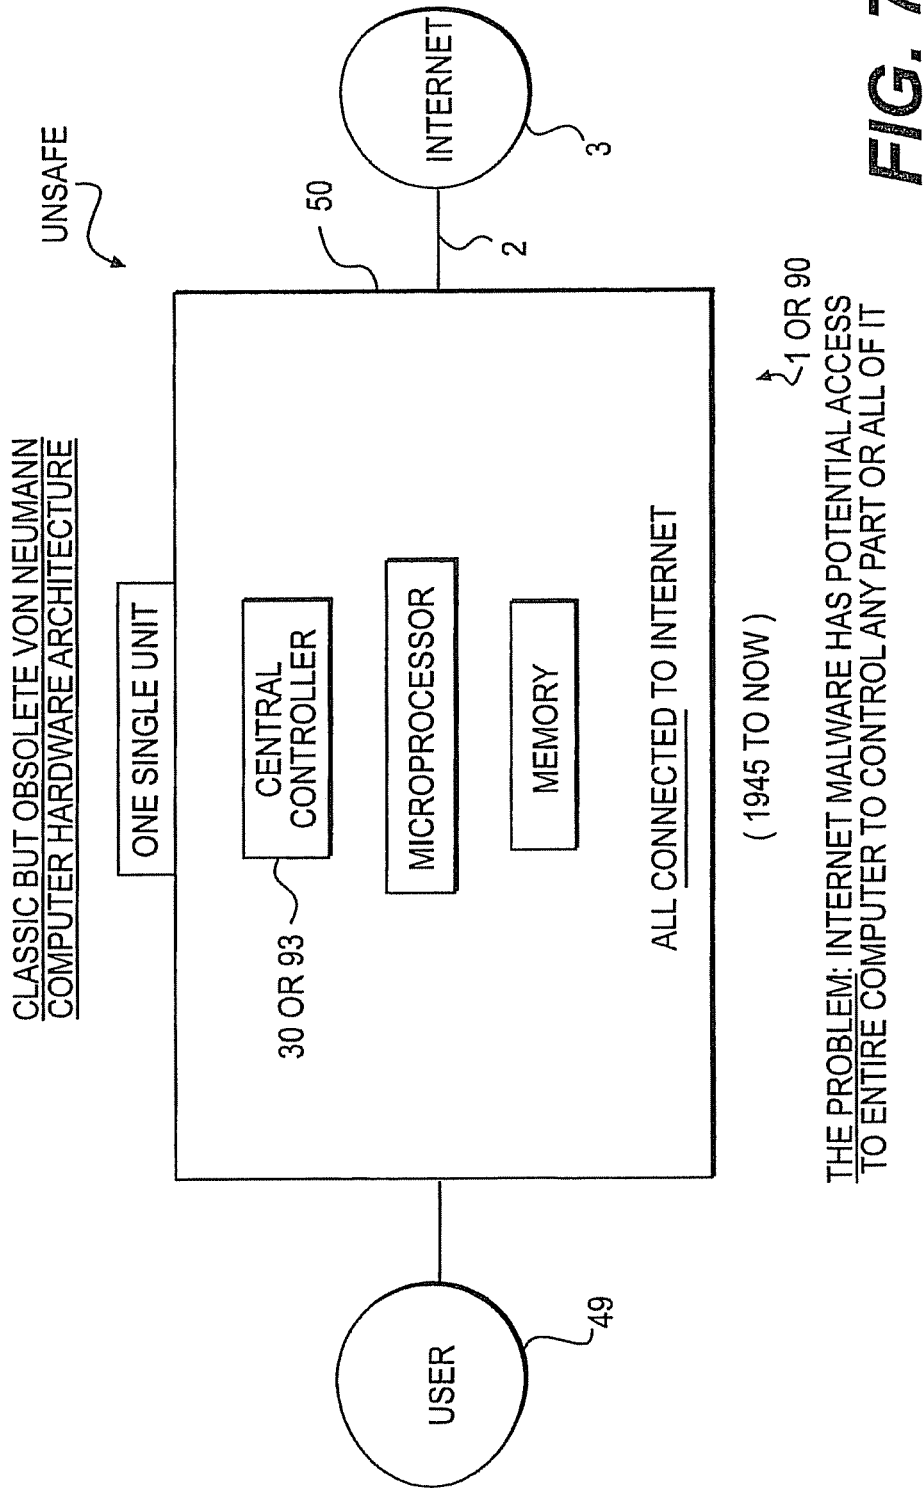 CLASSIC BUT OBSOLETE VON NEUMANN
COMPUTER HARDWARE ARCHITECTURE
UNSAFE
ONE SINGLE UNIT
50
CENTRAL
CONTROLLER
30 OR 93
MICROPROCESSOR
MEMORY
ALL CONNECTED TO INTERNET
USER
49
INTERNET
2
3
( 1945 TO NOW )
1 OR 90
THE PROBLEM: INTERNET MALWARE HAS POTENTIAL ACCESS
TO ENTIRE COMPUTER TO CONTROL ANY PART OR ALL OF IT
FIG. 7